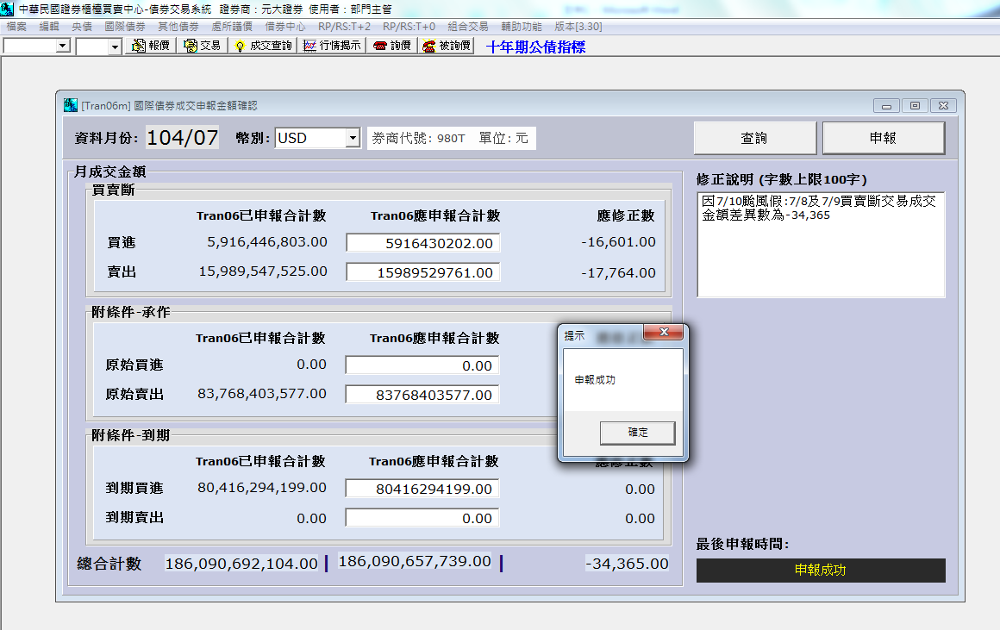 中華民國證券櫃檯買賣中心-債券交易系統 證券商：元大證券 使用者：部門主管
檔案 編輯 央債 國際債券 其他債券 處所議價 借券中心 RP/RS:T+2 RP/RS:T+0 組合交易 輔助功能 版本[3.30]
報價 交易 成交查詢 行情揭示 詢價 被詢價 十年期公債指標
[Tran06m] 國際債券成交申報金額確認
資料月份: 104/07 幣別: USD 券商代號: 980T 單位: 元 查詢 申報
月成交金額
買賣斷
Tran06已申報合計數 Tran06應申報合計數 應修正數
買進 5,916,446,803.00 5916430202.00 -16,601.00
賣出 15,989,547,525.00 15989529761.00 -17,764.00
附條件-承作
Tran06已申報合計數 Tran06應申報合計數
原始買進 0.00 0.00
原始賣出 83,768,403,577.00 83768403577.00
附條件-到期
Tran06已申報合計數 Tran06應申報合計數 應修正數
到期買進 80,416,294,199.00 80416294199.00 0.00
到期賣出 0.00 0.00 0.00
總合計數 186,090,692,104.00 186,090,657,739.00 -34,365.00
修正說明 (字數上限100字)
因7/10颱風假:7/8及7/9買賣斷交易成交
金額差異數為-34,365
提示
申報成功
確定
最後申報時間:
申報成功